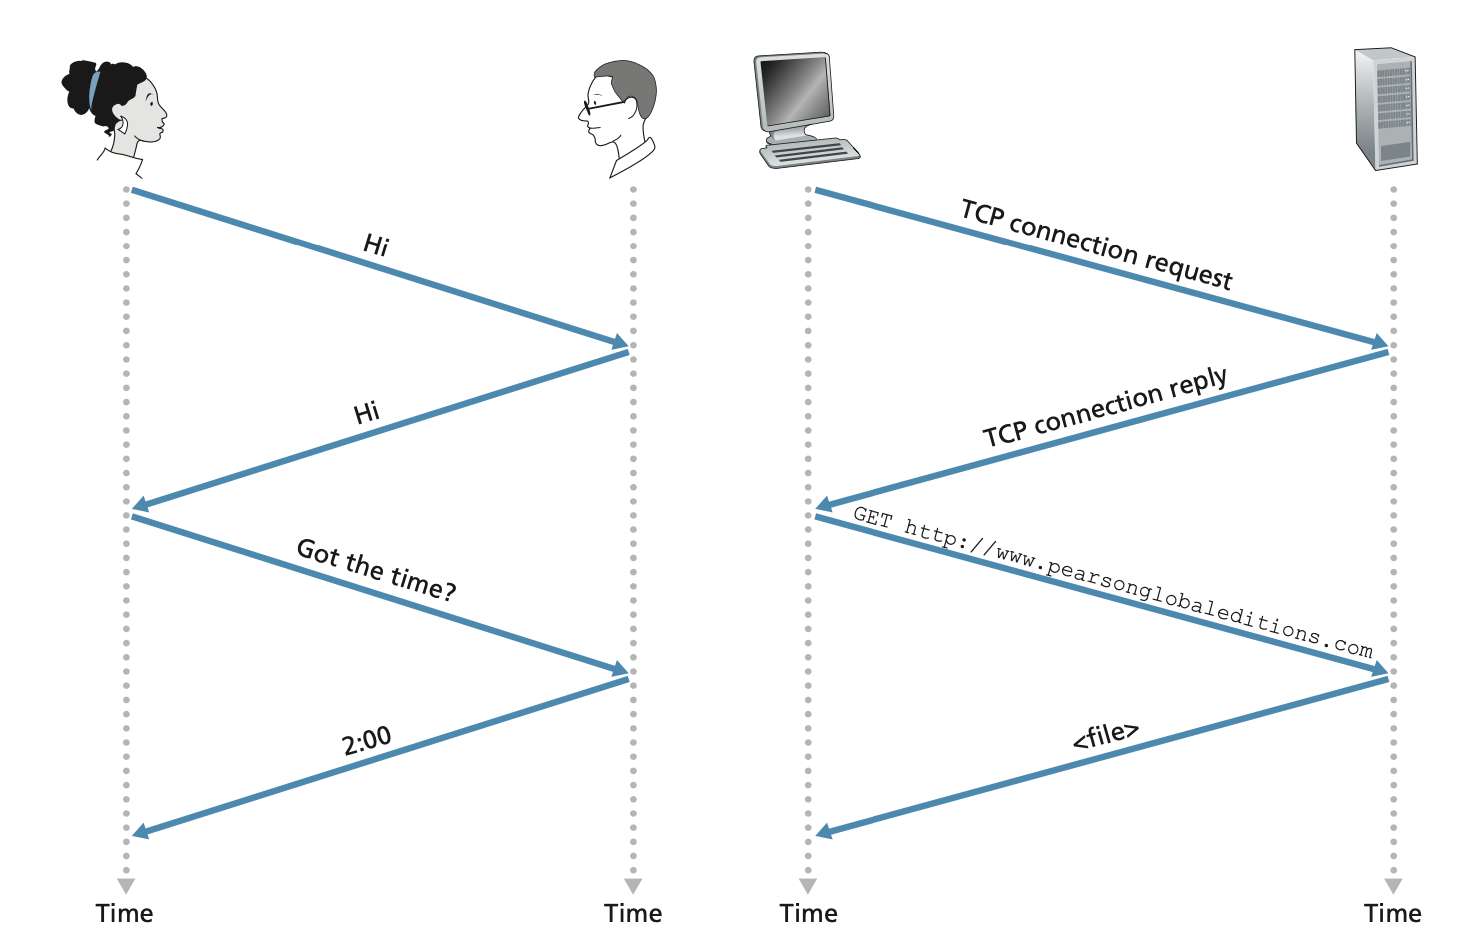 Hi
Hi
Got the time?
2:00
Time
Time
TCP connection request
TCP connection reply
GET http://www.pearsonglobaleditions.com
<file>
Time
Time